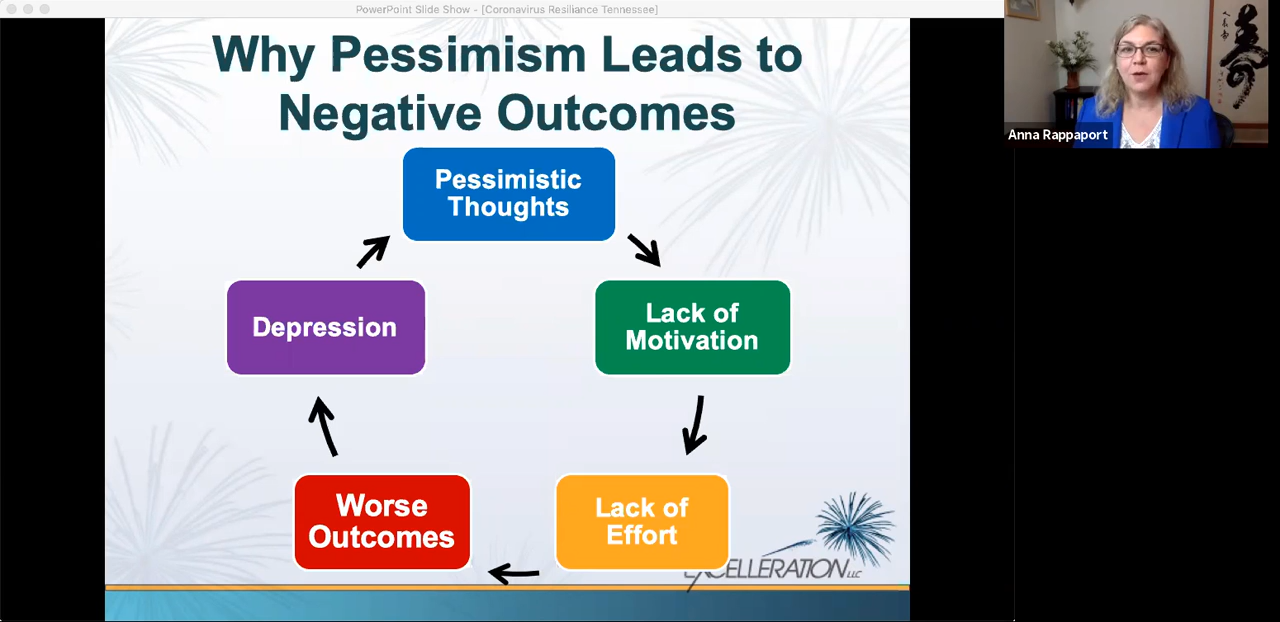 PowerPoint Slide Show - [Coronavirus Resiliance Tennessee]
Why Pessimism Leads to
Negative Outcomes
Anna Rappaport
Pessimistic
Thoughts
Depression
Lack of
Motivation
Worse
Outcomes
Lack of
Effort
EXCELLERATION LLC